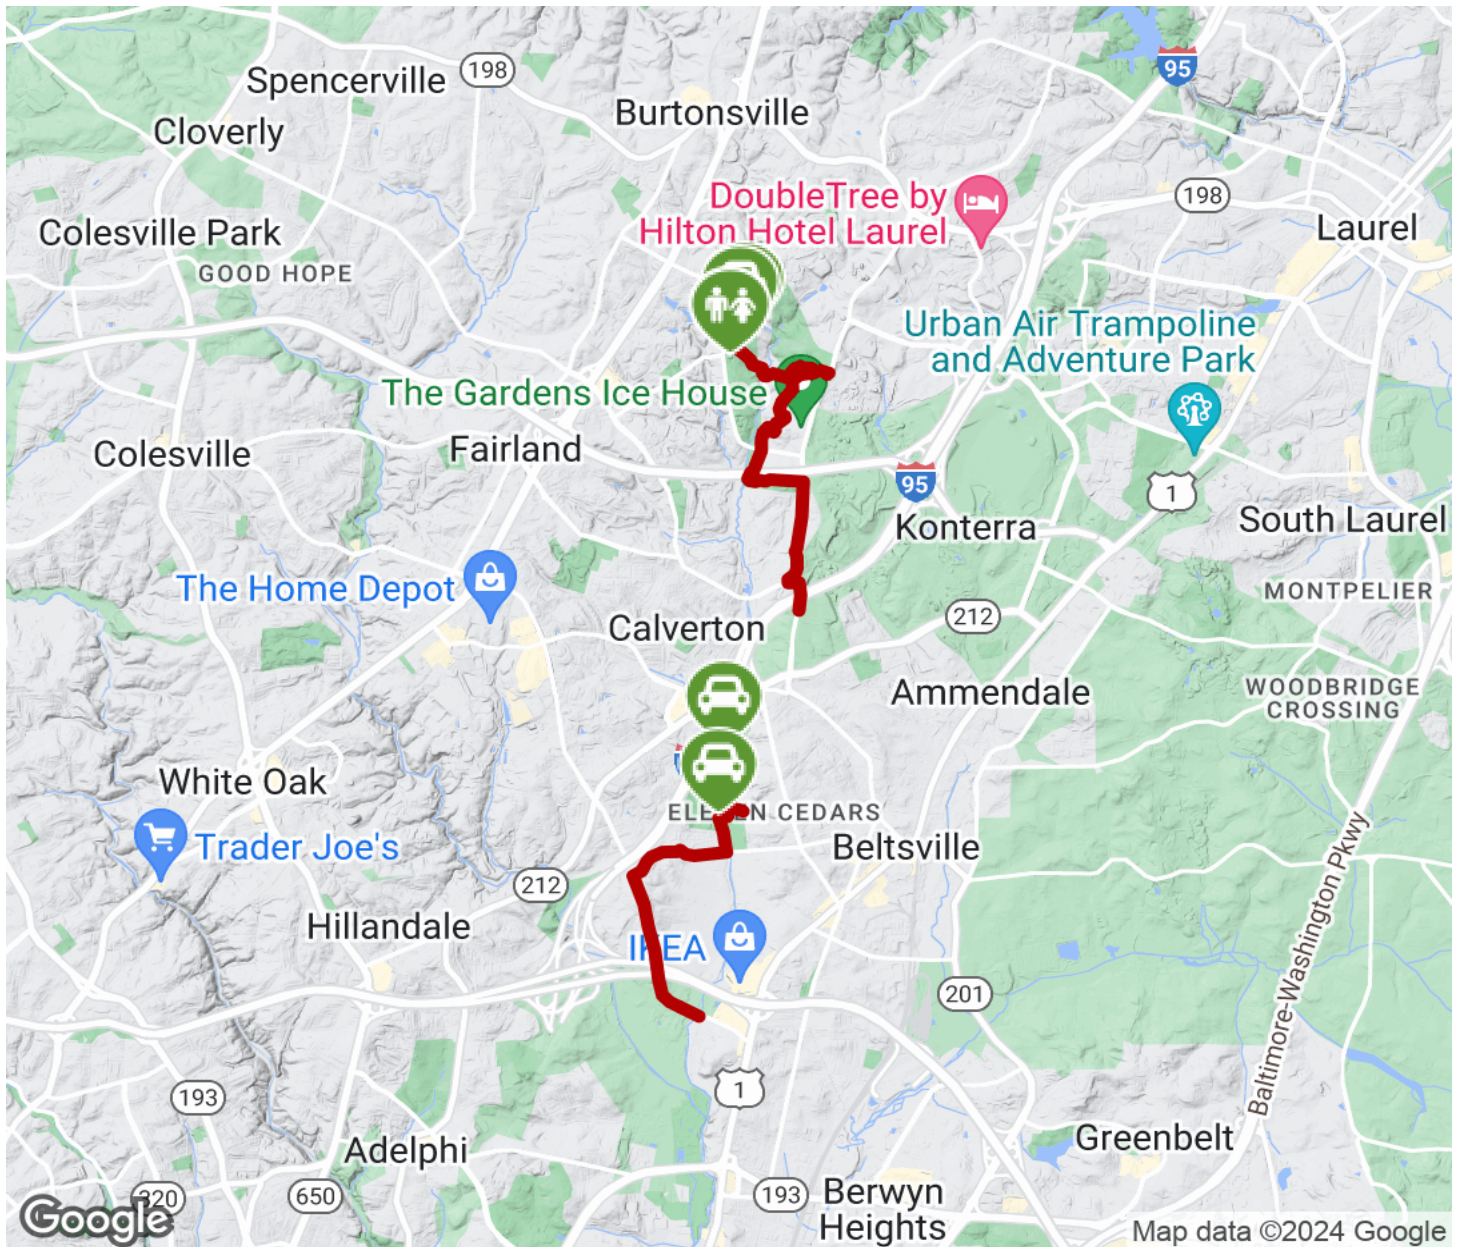 Spencerville
198
95
Burtonsville
Cloverly
DoubleTree by
Hilton Hotel Laurel
198
Laurel
Colesville Park
GOOD HOPE
Urban Air Trampoline
and Adventure Park
The Gardens Ice House
Colesville
Fairland
95
1
Konterra
South Laurel
The Home Depot
MONTPELIER
212
Calverton
Ammendale
WOODBRIDGE
CROSSING
White Oak
CEDARS
Trader Joe's
Beltsville
212
Hillandale
IKEA
201
Baltimore-Washington Pkwy
193
1
Greenbelt
Adelphi
650
193
Berwyn
Heights
Google
Map data ©2024 Google